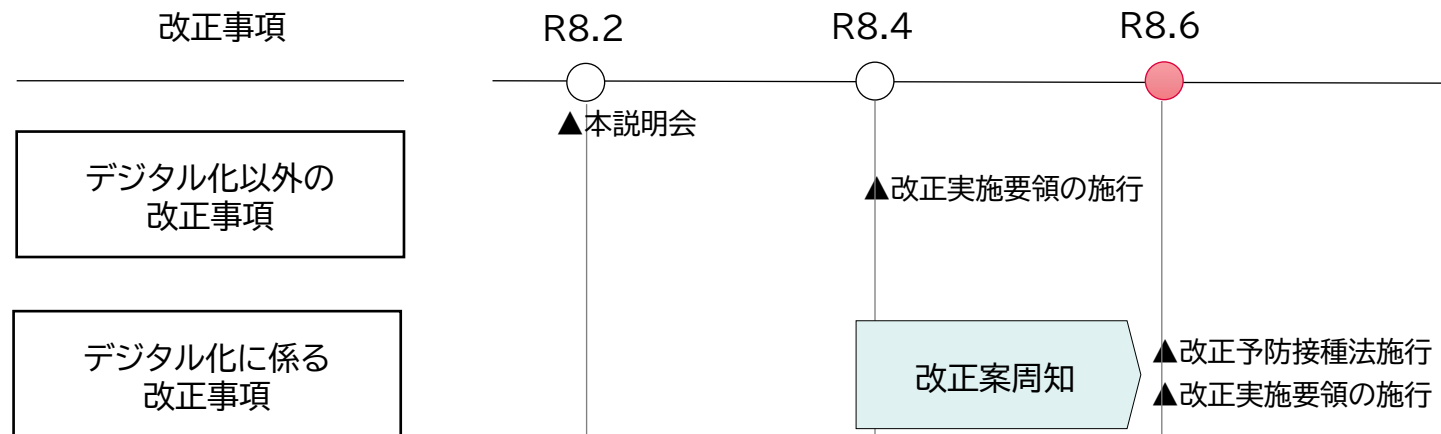 改正事項
R8.2
R8.4
R8.6
▲本説明会
デジタル化以外の
改正事項
▲改正実施要領の施行
デジタル化に係る
改正事項
改正案周知
▲改正予防接種法施行
▲改正実施要領の施行